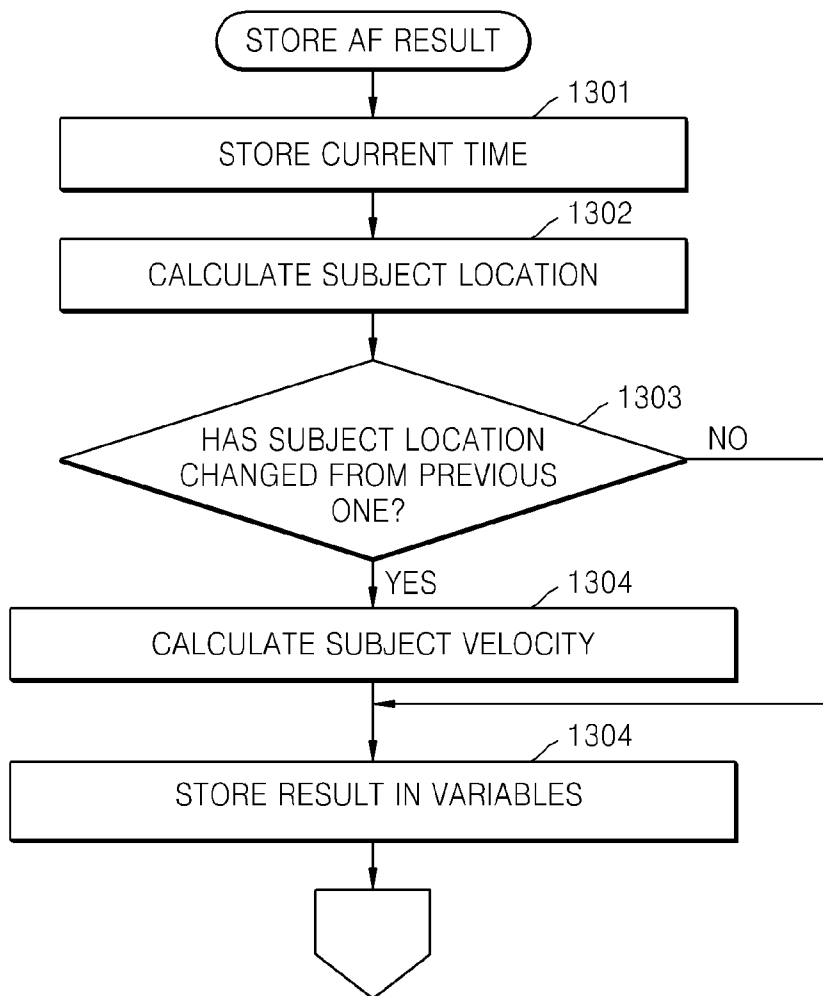 STORE AF RESULT
1301
STORE CURRENT TIME
1302
CALCULATE SUBJECT LOCATION
1303
HAS SUBJECT LOCATION
CHANGED FROM PREVIOUS
ONE?
NO
YES
1304
CALCULATE SUBJECT VELOCITY
1304
STORE RESULT IN VARIABLES